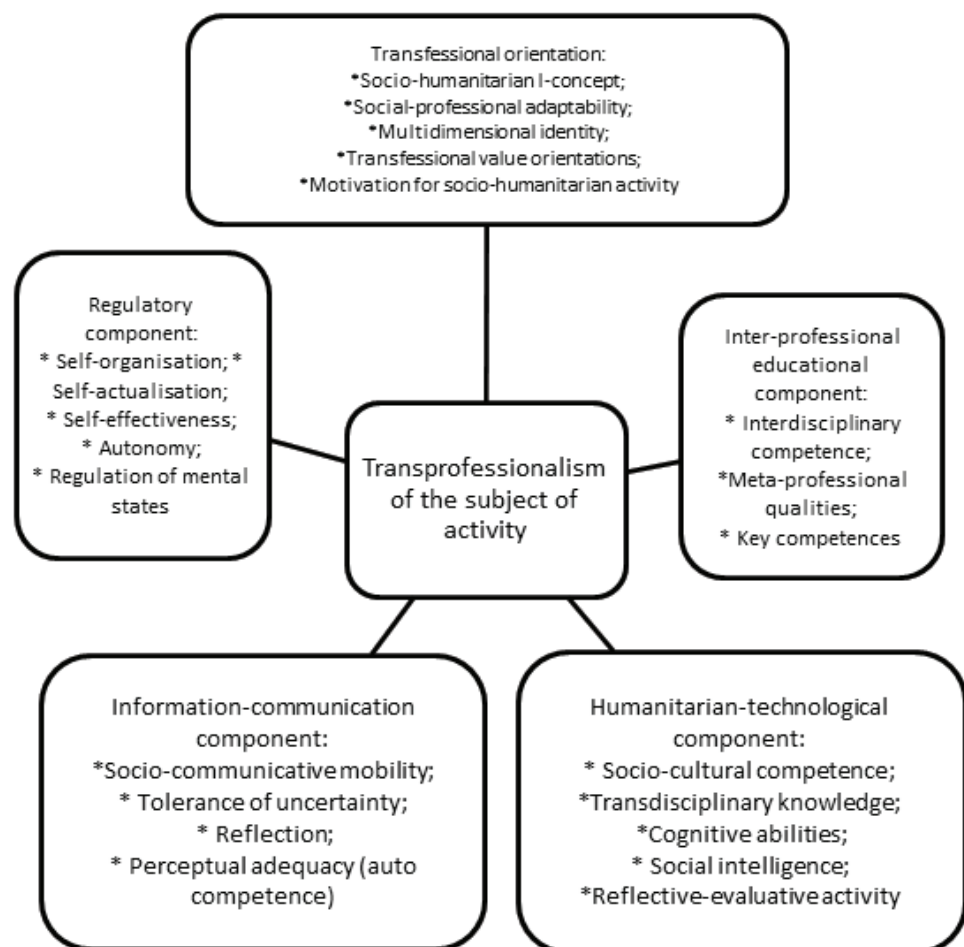 Transfessional orientation:
*Socio-humanitarian I-concept;
*Social-professional adaptability;
*Multidimensional identity;
*Transfessional value orientations;
*Motivation for socio-humanitarian activity
Regulatory
component:
* Self-organisation; *
Self-actualisation;
* Self-effectiveness;
* Autonomy;
* Regulation of mental
states
Inter-professional
educational
component:
* Interdisciplinary
competence;
*Meta-professional
qualities;
* Key competences
Transprofessionalism
of the subject of
activity
Information-communication
component:
*Socio-communicative mobility;
* Tolerance of uncertainty;
* Reflection;
* Perceptual adequacy (auto
competence)
Humanitarian-technological
component:
* Socio-cultural competence;
*Transdisciplinary knowledge;
*Cognitive abilities;
* Social intelligence;
*Reflective-evaluative activity